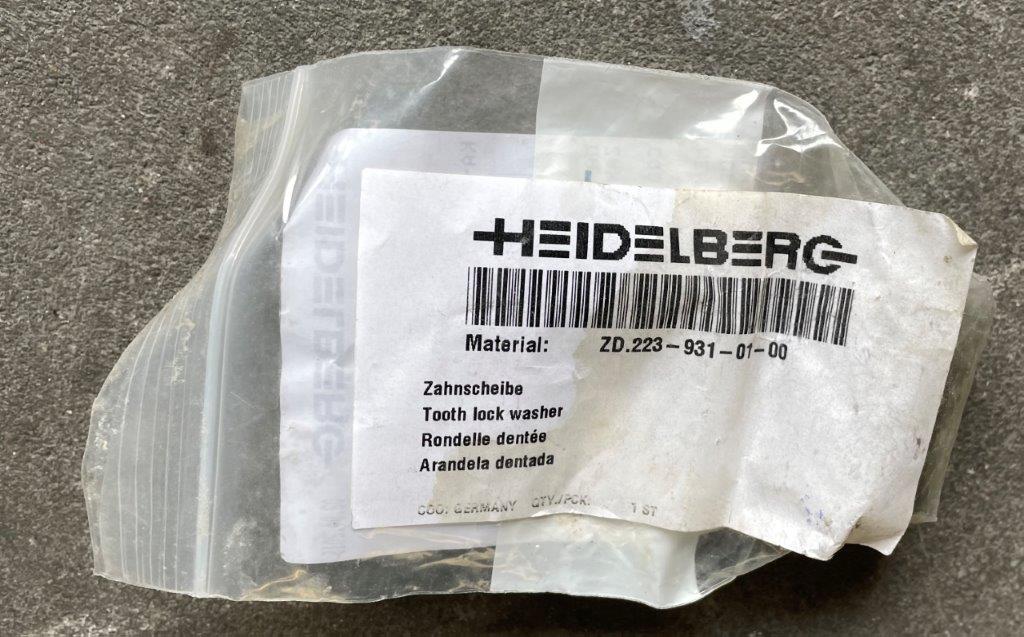 HEIDELBERG
Material: ZD.223-931-01-00
Zahnscheibe
Tooth lock washer
Rondelle dentée
Arandela dentada
COO: GERMANY QTY./PCK: 1 ST
HEIDELBERG